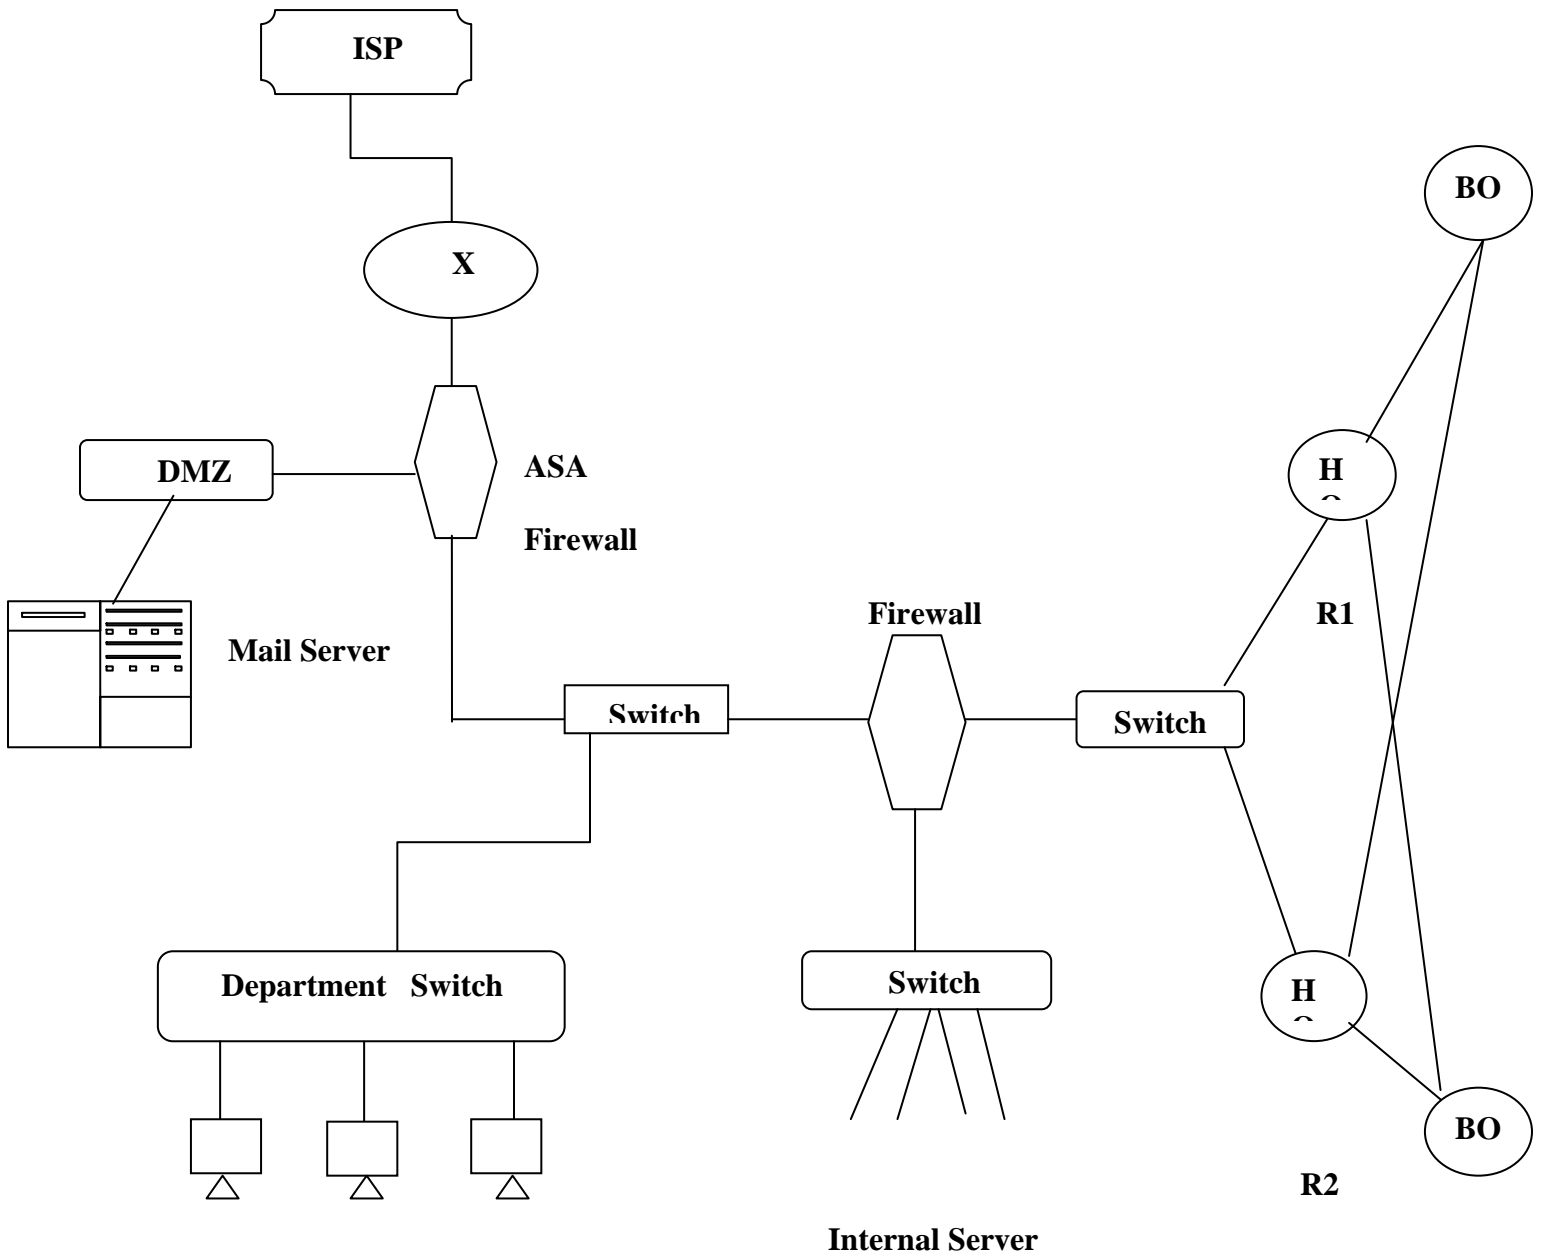 ISP
BO
X
H
O
DMZ
ASA
Firewall
Firewall
R1
Mail Server
Switch
Switch
Department Switch
Switch
H
O
BO
R2
Internal Server